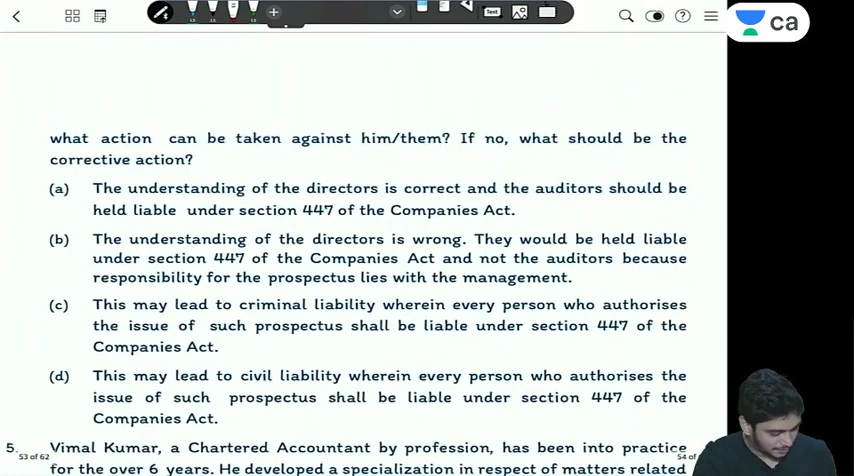 Text
ca
what action can be taken against him/them? If no, what should be the
corrective action?
(a) The understanding of the directors is correct and the auditors should be
held liable under section 447 of the Companies Act.
(b) The understanding of the directors is wrong. They would be held liable
under section 447 of the Companies Act and not the auditors because
responsibility for the prospectus lies with the management.
(c) This may lead to criminal liability wherein every person who authorises
the issue of such prospectus shall be liable under section 447 of the
Companies Act.
(d) This may lead to civil liability wherein every person who authorises the
issue of such prospectus shall be liable under section 447 of the
Companies Act.
5. Vimal Kumar, a Chartered Accountant by profession, has been into practice
53 of 62
54 of
for the over 6 years. He developed a specialization in respect of matters related